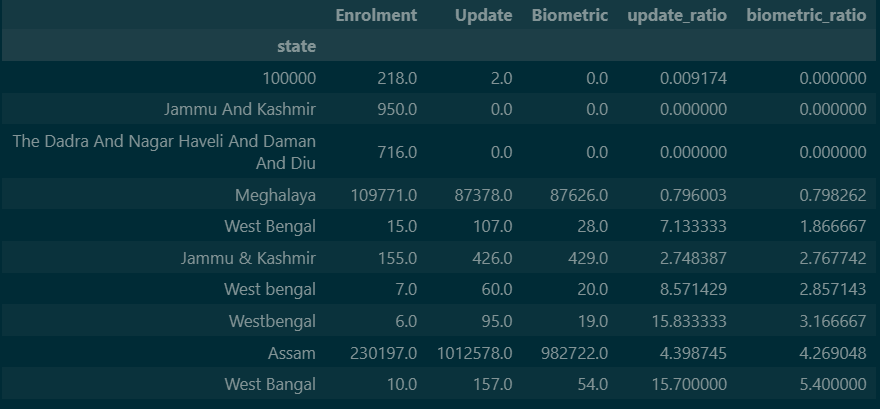 Enrolment Update Biometric update_ratio biometric_ratio
state
100000 218.0 2.0 0.0 0.009174 0.000000
Jammu And Kashmir 950.0 0.0 0.0 0.000000 0.000000
The Dadra And Nagar Haveli And Daman
And Diu 716.0 0.0 0.0 0.000000 0.000000
Meghalaya 109771.0 87378.0 87626.0 0.796003 0.798262
West Bengal 15.0 107.0 28.0 7.133333 1.866667
Jammu & Kashmir 155.0 426.0 429.0 2.748387 2.767742
West bengal 7.0 60.0 20.0 8.571429 2.857143
Westbengal 6.0 95.0 19.0 15.833333 3.166667
Assam 230197.0 1012578.0 982722.0 4.398745 4.269048
West Bangal 10.0 157.0 54.0 15.700000 5.400000